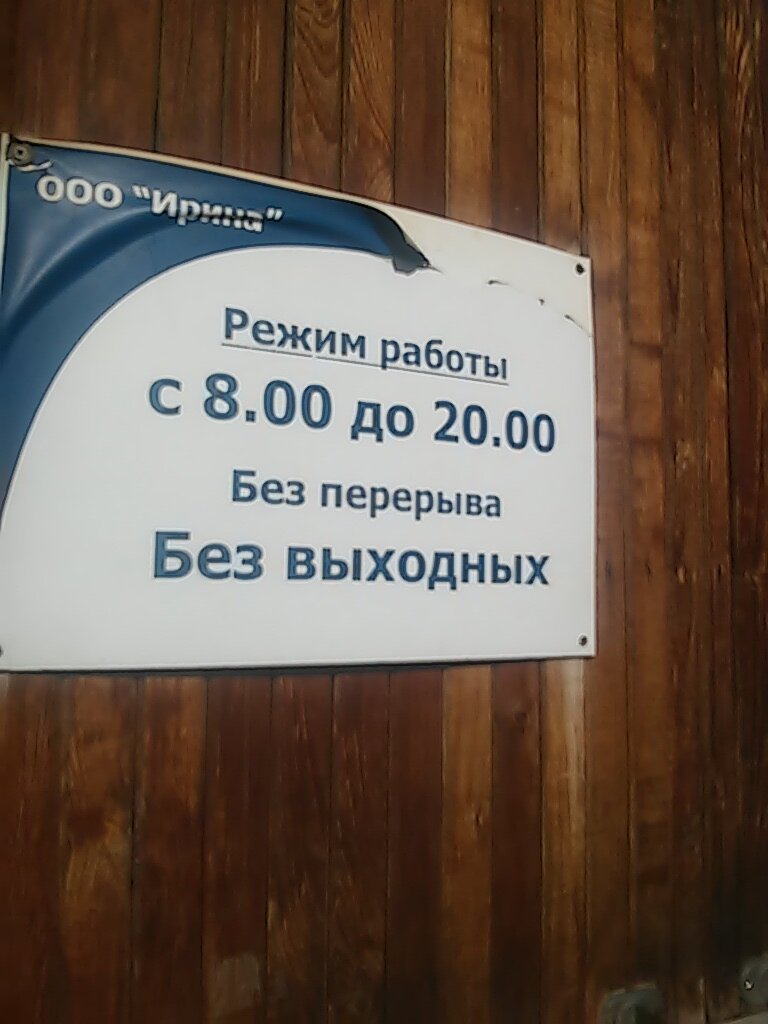 ООО "Ирина"
Режим работы
с 8.00 до 20.00
Без перерыва
Без выходных